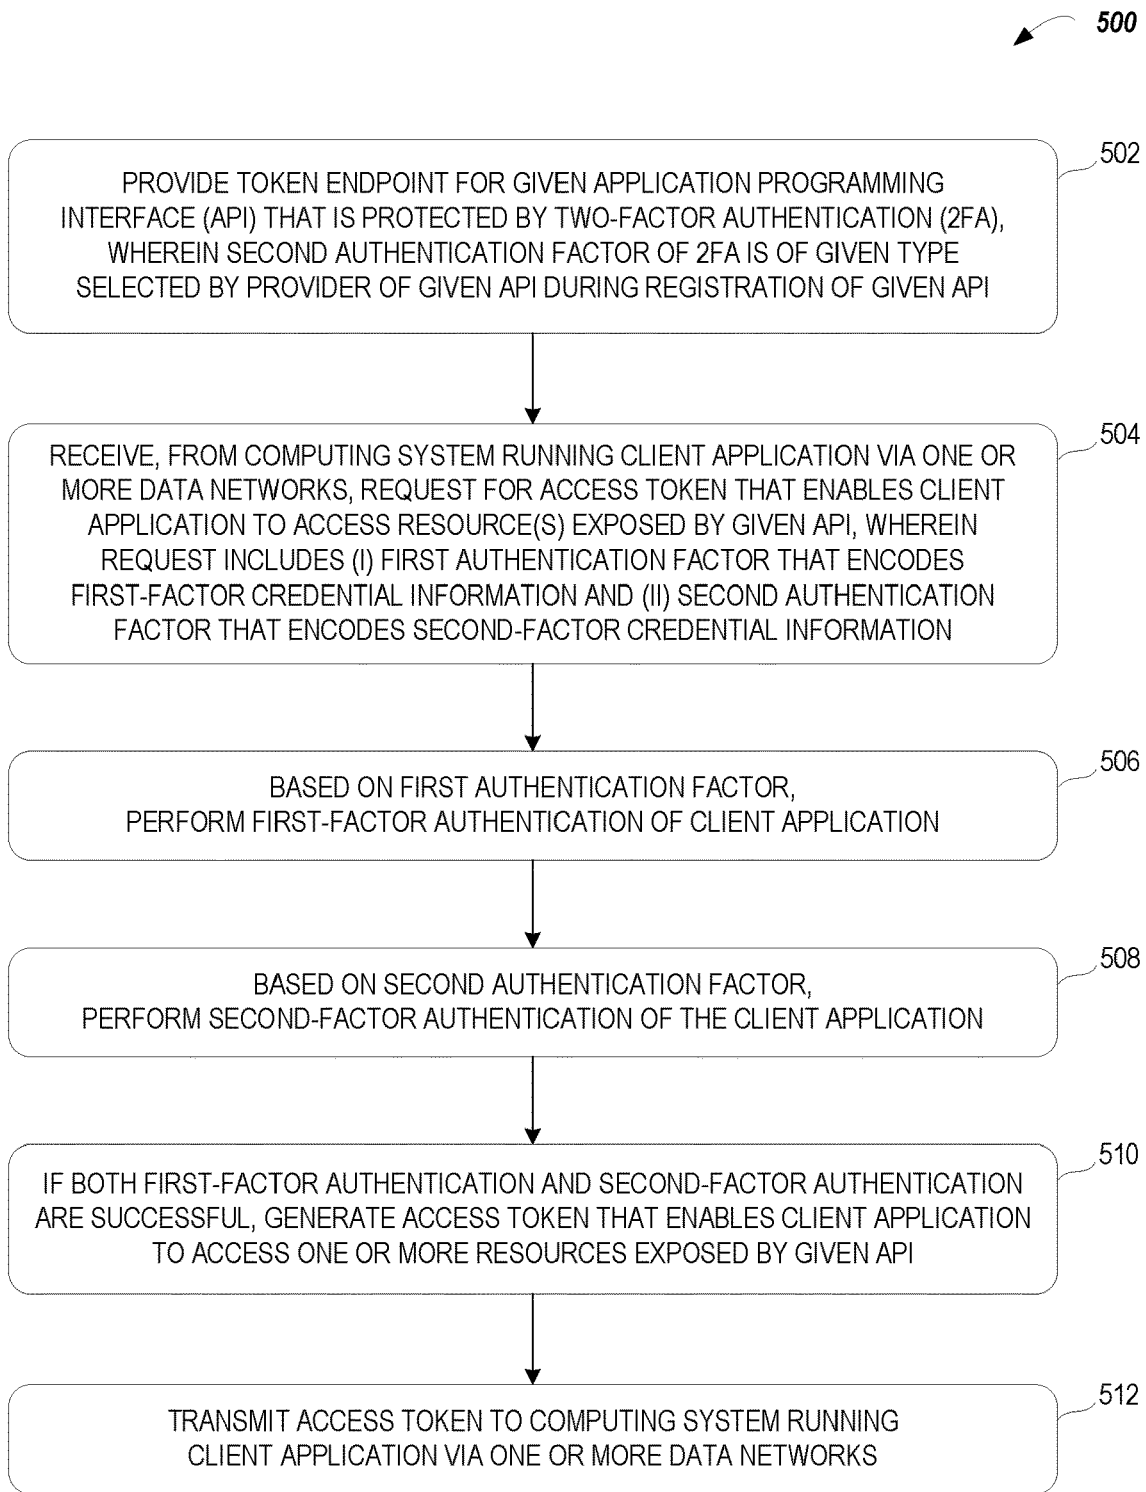 500
502
PROVIDE TOKEN ENDPOINT FOR GIVEN APPLICATION PROGRAMMING
INTERFACE (API) THAT IS PROTECTED BY TWO-FACTOR AUTHENTICATION (2FA),
WHEREIN SECOND AUTHENTICATION FACTOR OF 2FA IS OF GIVEN TYPE
SELECTED BY PROVIDER OF GIVEN API DURING REGISTRATION OF GIVEN API
504
RECEIVE, FROM COMPUTING SYSTEM RUNNING CLIENT APPLICATION VIA ONE OR
MORE DATA NETWORKS, REQUEST FOR ACCESS TOKEN THAT ENABLES CLIENT
APPLICATION TO ACCESS RESOURCE(S) EXPOSED BY GIVEN API, WHEREIN
REQUEST INCLUDES (I) FIRST AUTHENTICATION FACTOR THAT ENCODES
FIRST-FACTOR CREDENTIAL INFORMATION AND (II) SECOND AUTHENTICATION
FACTOR THAT ENCODES SECOND-FACTOR CREDENTIAL INFORMATION
506
BASED ON FIRST AUTHENTICATION FACTOR,
PERFORM FIRST-FACTOR AUTHENTICATION OF CLIENT APPLICATION
508
BASED ON SECOND AUTHENTICATION FACTOR,
PERFORM SECOND-FACTOR AUTHENTICATION OF THE CLIENT APPLICATION
510
IF BOTH FIRST-FACTOR AUTHENTICATION AND SECOND-FACTOR AUTHENTICATION
ARE SUCCESSFUL, GENERATE ACCESS TOKEN THAT ENABLES CLIENT APPLICATION
TO ACCESS ONE OR MORE RESOURCES EXPOSED BY GIVEN API
512
TRANSMIT ACCESS TOKEN TO COMPUTING SYSTEM RUNNING
CLIENT APPLICATION VIA ONE OR MORE DATA NETWORKS